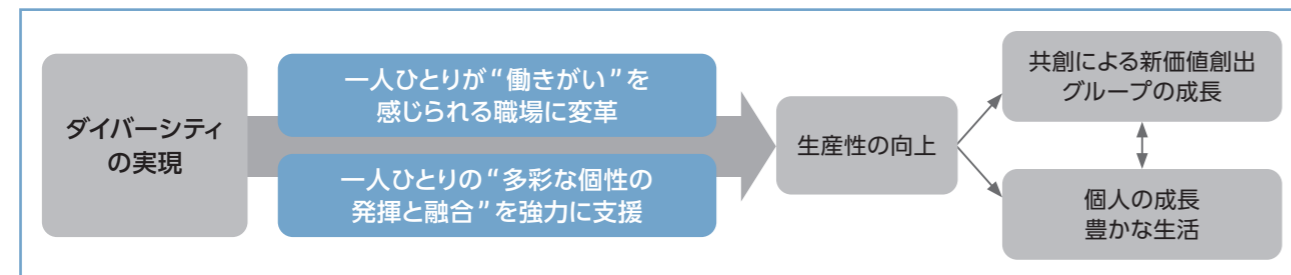 ダイバーシティ
の実現
一人ひとりが“働きがい”を
感じられる職場に変革
一人ひとりの“多彩な個性の
発揮と融合”を強力に支援
生産性の向上
共創による新価値創出
グループの成長
個人の成長
豊かな生活